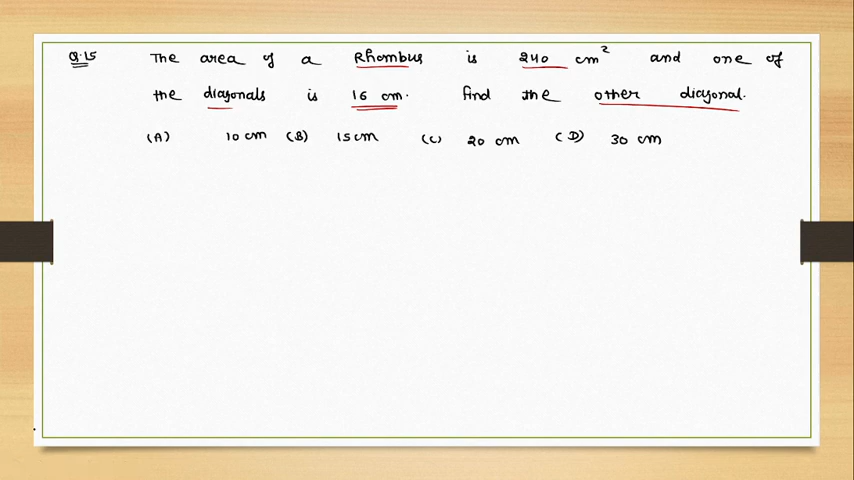 Q.15 The area of a Rhombus is 240 cm² and one of
the diagonals is 16 cm. find the other diagonal.
(A) 10 cm (B) 15 cm (C) 20 cm (D) 30 cm